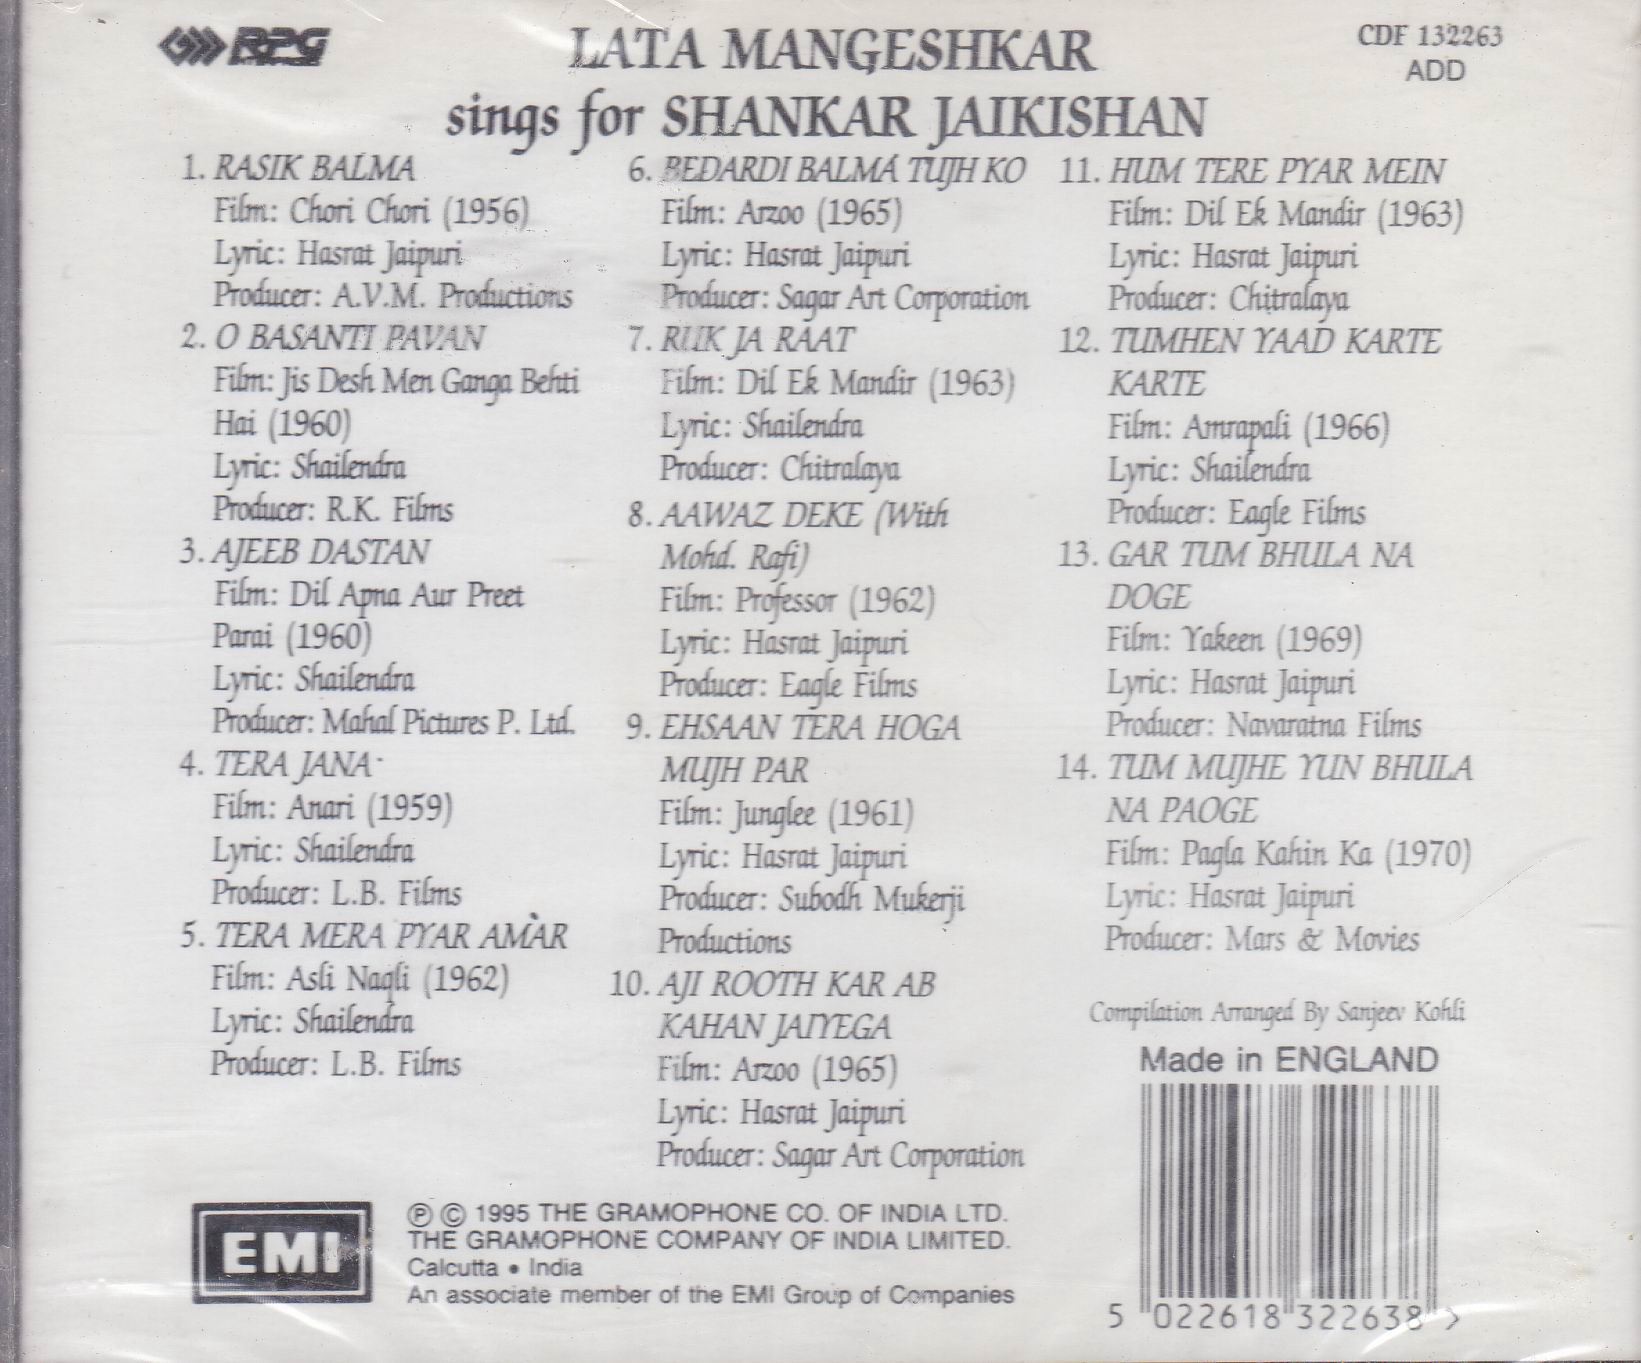 RPG
LATA MANGESHKAR
CDF 132263
ADD
sings for SHANKAR JAIKISHAN
1. RASIK BALMA
Film: Chori Chori (1956)
Lyric: Hasrat Jaipuri
Producer: A.V.M. Productions
2. O BASANTI PAVAN
Film: Jis Desh Men Ganga Behti
Hai (1960)
Lyric: Shailendra
Producer: R.K. Films
3. AJEEB DASTAN
Film: Dil Apna Aur Preet
Parai (1960)
Lyric: Shailendra
Producer: Mahal Pictures P. Ltd.
4. TERA JANA
Film: Anari (1959)
Lyric: Shailendra
Producer: L.B. Films
5. TERA MERA PYAR AMAR
Film: Asli Naqli (1962)
Lyric: Shailendra
Producer: L.B. Films
6. BEDARDI BALMA TUJH KO
Film: Arzoo (1965)
Lyric: Hasrat Jaipuri
Producer: Sagar Art Corporation
7. RUK JA RAAT
Film: Dil Ek Mandir (1963)
Lyric: Shailendra
Producer: Chitralaya
8. AAWAZ DEKE (With
Mohd. Rafi)
Film: Professor (1962)
Lyric: Hasrat Jaipuri
Producer: Eagle Films
9. EHSAAN TERA HOGA
MUJH PAR
Film: Junglee (1961)
Lyric: Hasrat Jaipuri
Producer: Subodh Mukerji
Productions
10. AJI ROOTH KAR AB
KAHAN JAIYEGA
Film: Arzoo (1965)
Lyric: Hasrat Jaipuri
Producer: Sagar Art Corporation
11. HUM TERE PYAR MEIN
Film: Dil Ek Mandir (1963)
Lyric: Hasrat Jaipuri
Producer: Chitralaya
12. TUMHEN YAAD KARTE
KARTE
Film: Amrapali (1966)
Lyric: Shailendra
Producer: Eagle Films
13. GAR TUM BHULA NA
DOGE
Film: Yakeen (1969)
Lyric: Hasrat Jaipuri
Producer: Navaratna Films
14. TUM MUJHE YUN BHULA
NA PAOGE
Film: Pagla Kahin Ka (1970)
Lyric: Hasrat Jaipuri
Producer: Mars & Movies
Compilation Arranged By Sanjeev Kohli
Made in ENGLAND
5 022618 322638 >
EMI
℗ © 1995 THE GRAMOPHONE CO. OF INDIA LTD.
THE GRAMOPHONE COMPANY OF INDIA LIMITED.
Calcutta • India
An associate member of the EMI Group of Companies